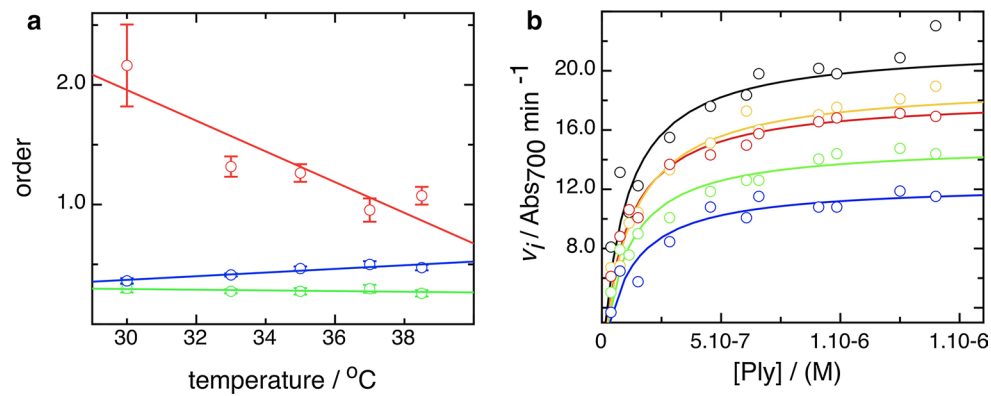 a
2.0
1.0
order
30
32
34
36
38
temperature / °C
b
20.0
16.0
12.0
8.0
vi / Abs700 min -1
0
5.10-7
1.10-6
1.10-6
[Ply] / (M)